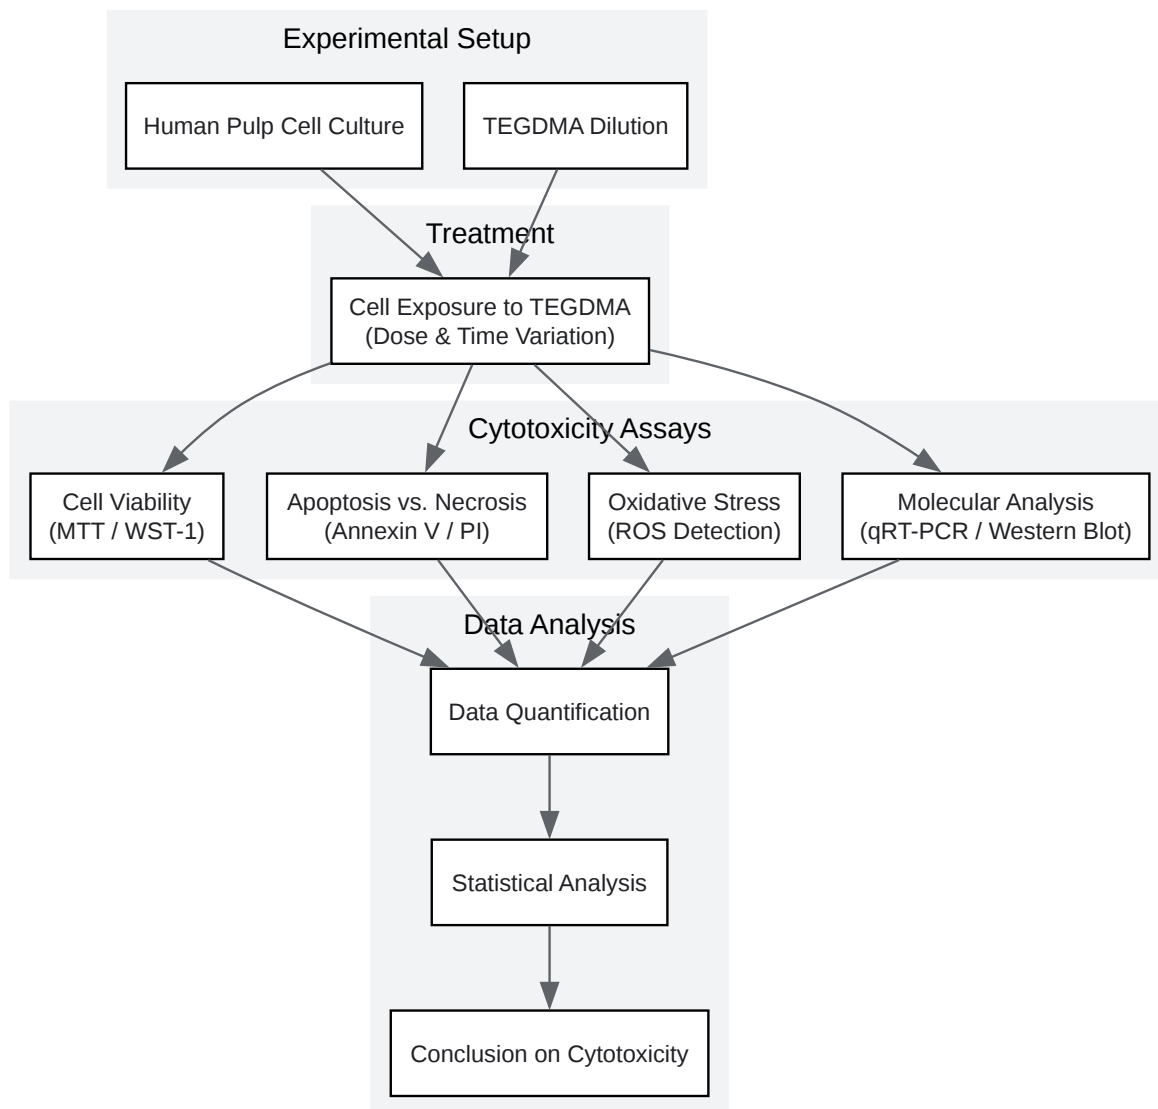 Experimental Setup
Human Pulp Cell Culture
TEGDMA Dilution
Treatment
Cell Exposure to TEGDMA
(Dose & Time Variation)
Cytotoxicity Assays
Cell Viability
(MTT / WST-1)
Apoptosis vs. Necrosis
(Annexin V / PI)
Oxidative Stress
(ROS Detection)
Molecular Analysis
(qRT-PCR / Western Blot)
Data Analysis
Data Quantification
Statistical Analysis
Conclusion on Cytotoxicity